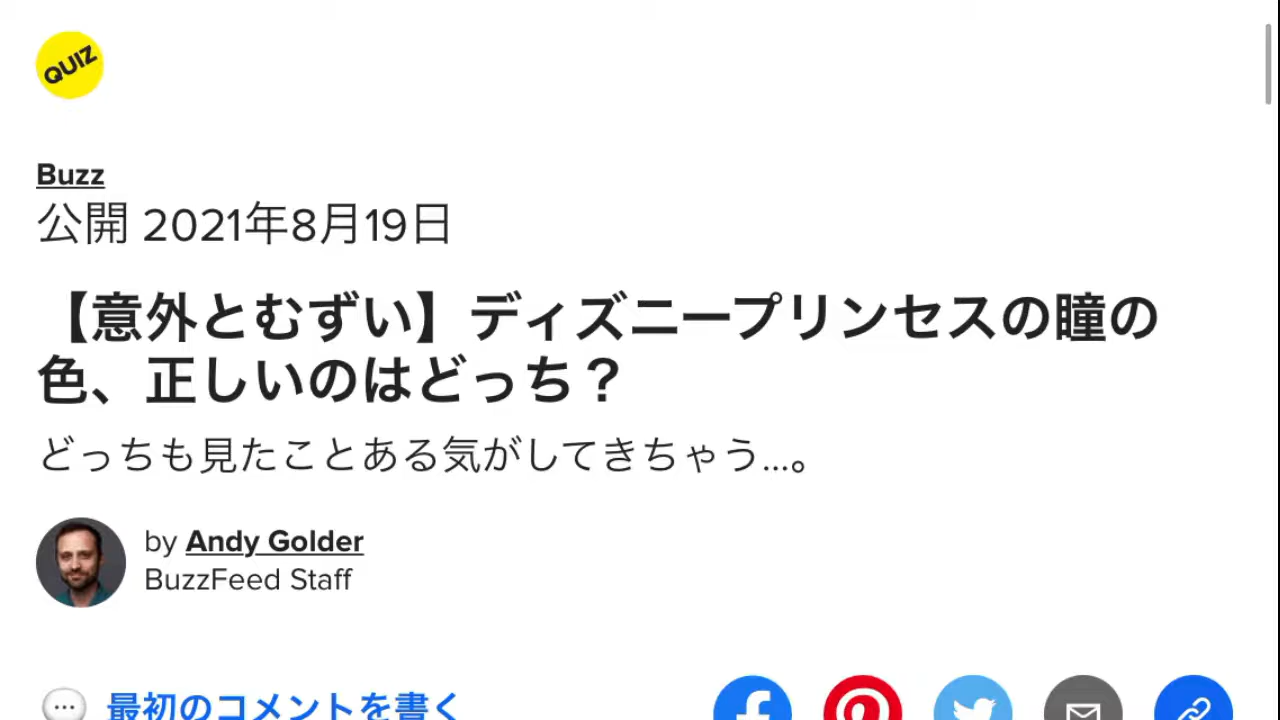 QUIZ
Buzz
公開 2021年8月19日
【意外とむずい】ディズニープリンセスの瞳の
色、正しいのはどっち？
どっちも見たことある気がしてきちゃう...。
by Andy Golder
BuzzFeed Staff
最初のコメントを書く